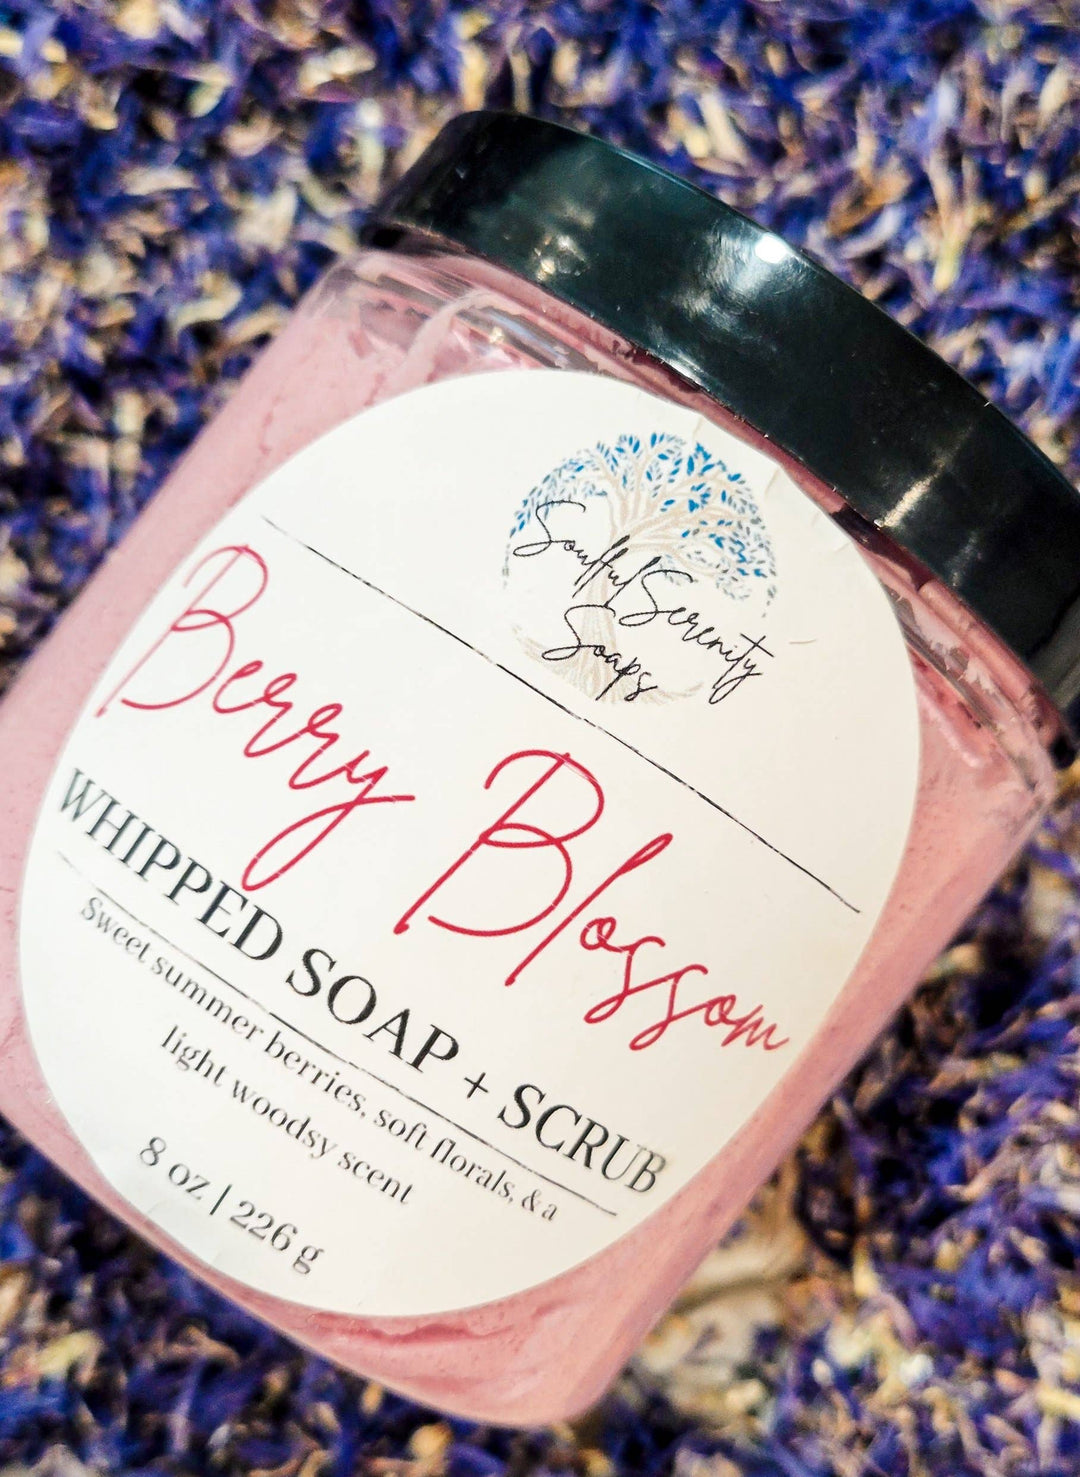 Soulful Serenity
Soaps
Berry Blossom
WHIPPED SOAP + SCRUB
Sweet summer berries, soft florals, & a
light woodsy scent
8 oz | 226 g